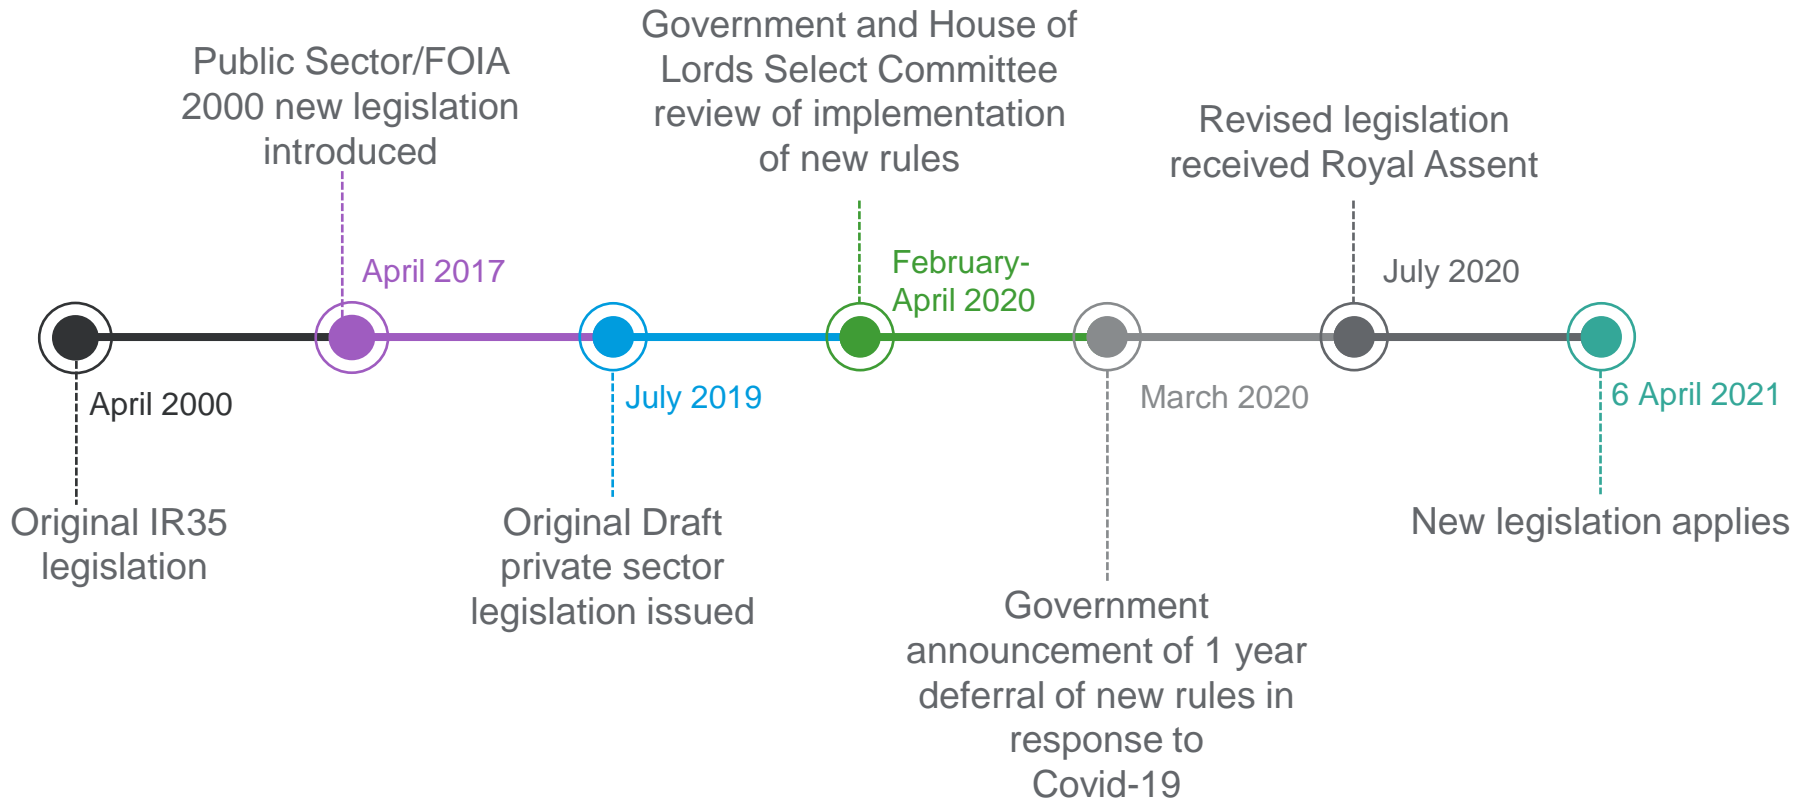 April 2000
Original IR35
legislation
Public Sector/FOIA
2000 new legislation
introduced
April 2017
July 2019
Original Draft
private sector
legislation issued
Government and House of
Lords Select Committee
review of implementation
of new rules
February-
April 2020
March 2020
Government
announcement of 1 year
deferral of new rules in
response to
Covid-19
Revised legislation
received Royal Assent
July 2020
6 April 2021
New legislation applies